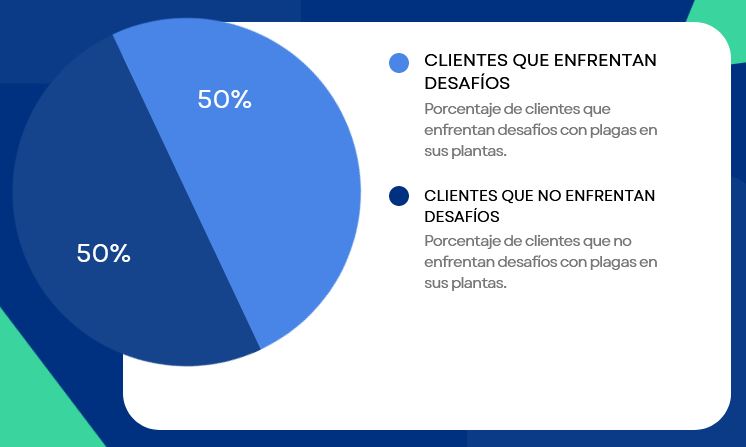 50%
50%
CLIENTES QUE ENFRENTAN
DESAFÍOS
Porcentaje de clientes que
enfrentan desafíos con plagas en
sus plantas.
CLIENTES QUE NO ENFRENTAN
DESAFÍOS
Porcentaje de clientes que no
enfrentan desafíos con plagas en
sus plantas.